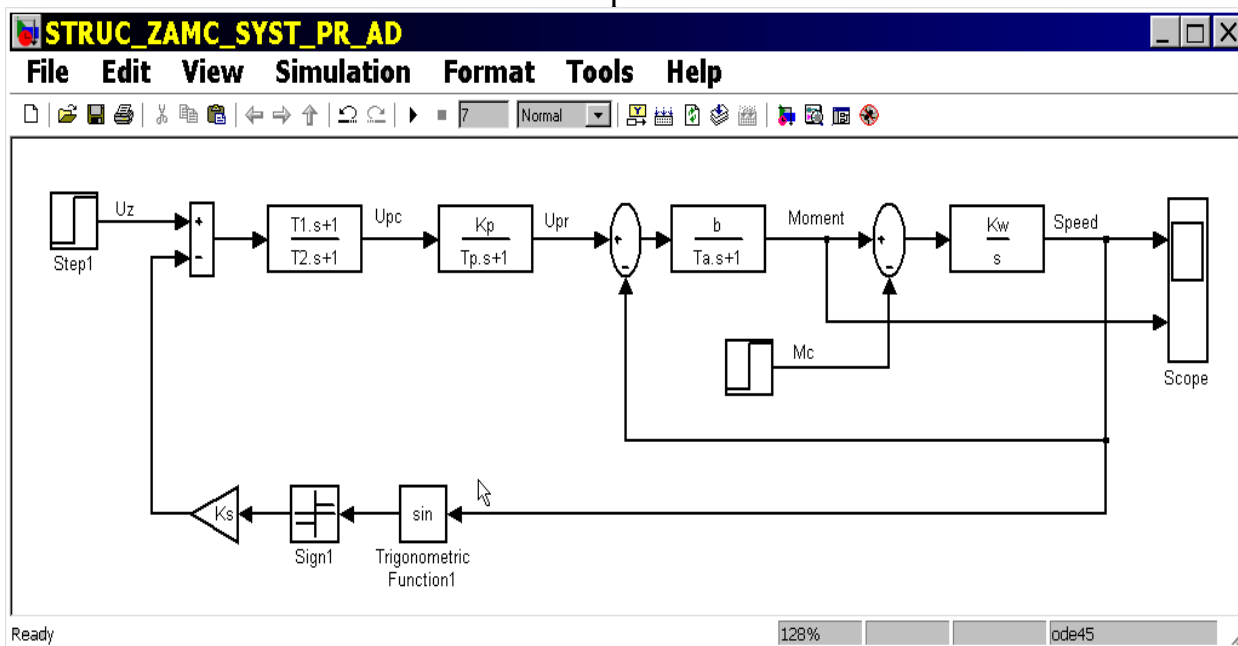 STRUC_ZAMC_SYST_PR_AD
File Edit View Simulation Format Tools Help
7 Normal
Uz
Step1
+
-
T1.s+1
T2.s+1
Upc
Kp
Tp.s+1
Upr
+
-
b
Ta.s+1
Moment
+
-
Kw
s
Speed
Mc
Scope
Ks
Sign1
sin
Trigonometric
Function1
Ready 128% ode45